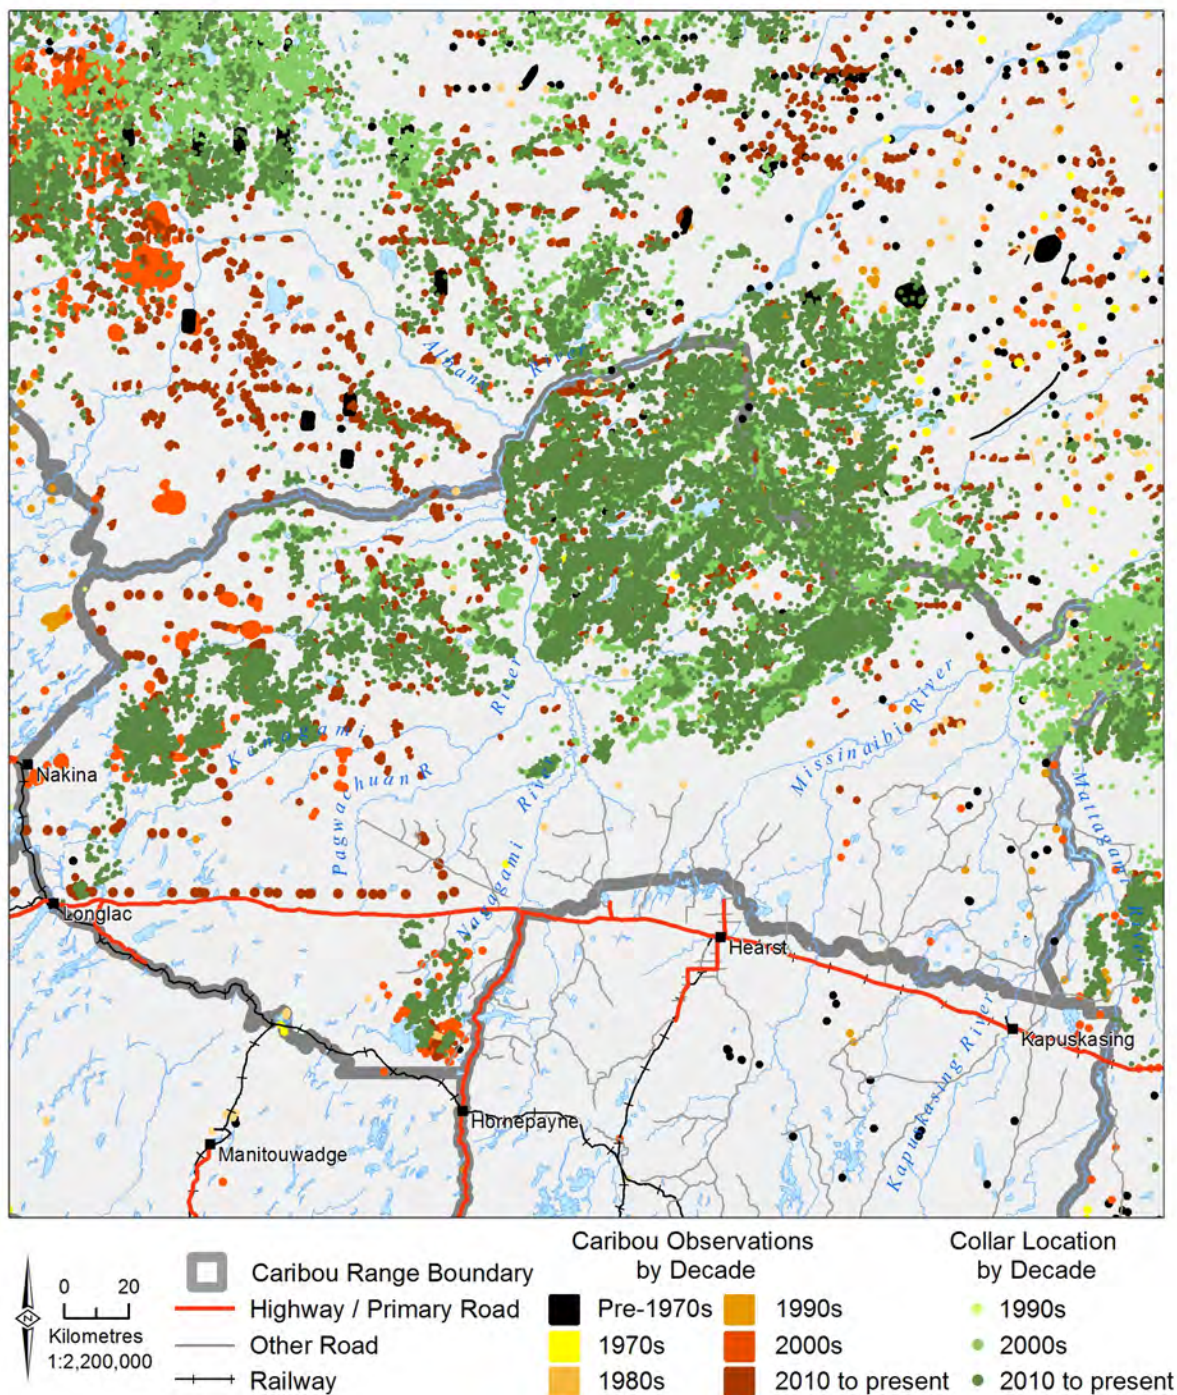 Albany
River
River
Kanagami
Pagwachuan R
Missinaibi River
Nagagami River
Mattagami
River
Kapuskasing River
Nakina
Longlac
Hearst
Kapuskasing
Hornepayne
Manitouwadge
N
0 20
Kilometres
1:2,200,000
Caribou Range Boundary
Highway / Primary Road
Other Road
Railway
Caribou Observations
by Decade
Pre-1970s
1970s
1980s
1990s
2000s
2010 to present
Collar Location
by Decade
1990s
2000s
2010 to present